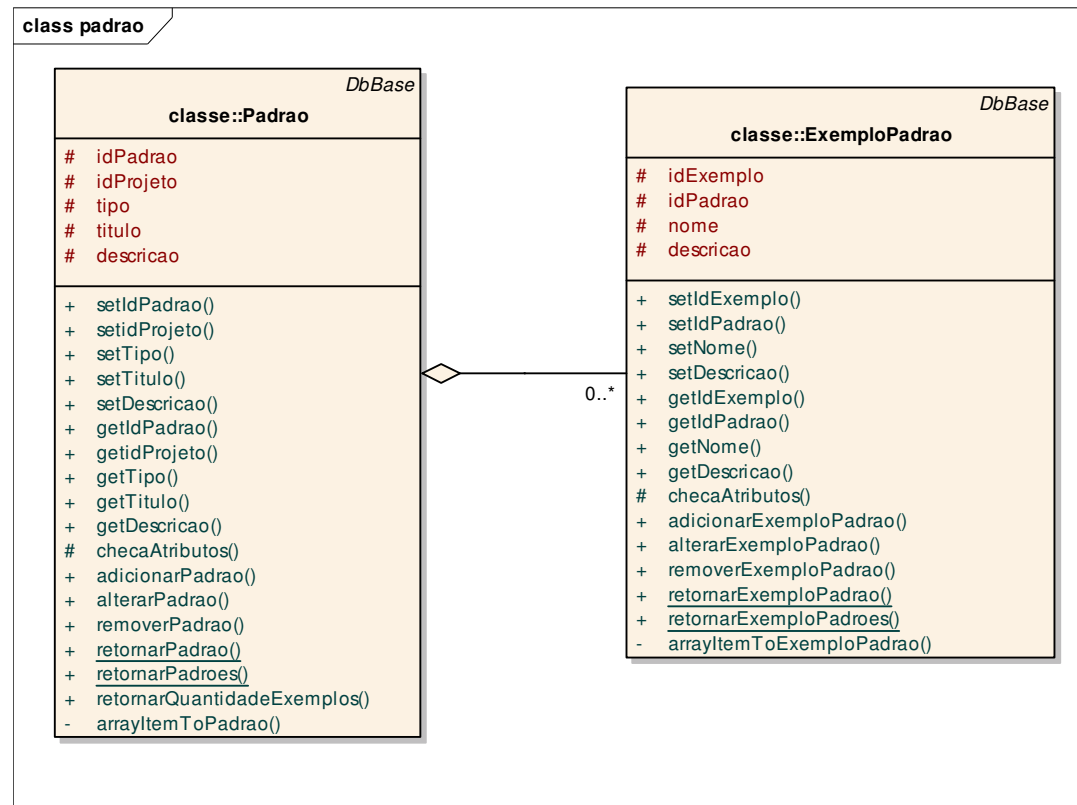 class padrao
DbBase
classe::Padrao
# idPadrao
# idProjeto
# tipo
# titulo
# descricao
+ setIdPadrao()
+ setidProjeto()
+ setTipo()
+ setTitulo()
+ setDescricao()
+ getIdPadrao()
+ getidProjeto()
+ getTipo()
+ getTitulo()
+ getDescricao()
# checaAtributos()
+ adicionarPadrao()
+ alterarPadrao()
+ removerPadrao()
+ retornarPadrao()
+ retornarPadroes()
+ retornarQuantidadeExemplos()
- arrayItemToPadrao()
0..*
DbBase
classe::ExemploPadrao
# idExemplo
# idPadrao
# nome
# descricao
+ setIdExemplo()
+ setIdPadrao()
+ setNome()
+ setDescricao()
+ getIdExemplo()
+ getIdPadrao()
+ getNome()
+ getDescricao()
# checaAtributos()
+ adicionarExemploPadrao()
+ alterarExemploPadrao()
+ removerExemploPadrao()
+ retornarExemploPadrao()
+ retornarExemploPadroes()
- arrayItemToExemploPadrao()